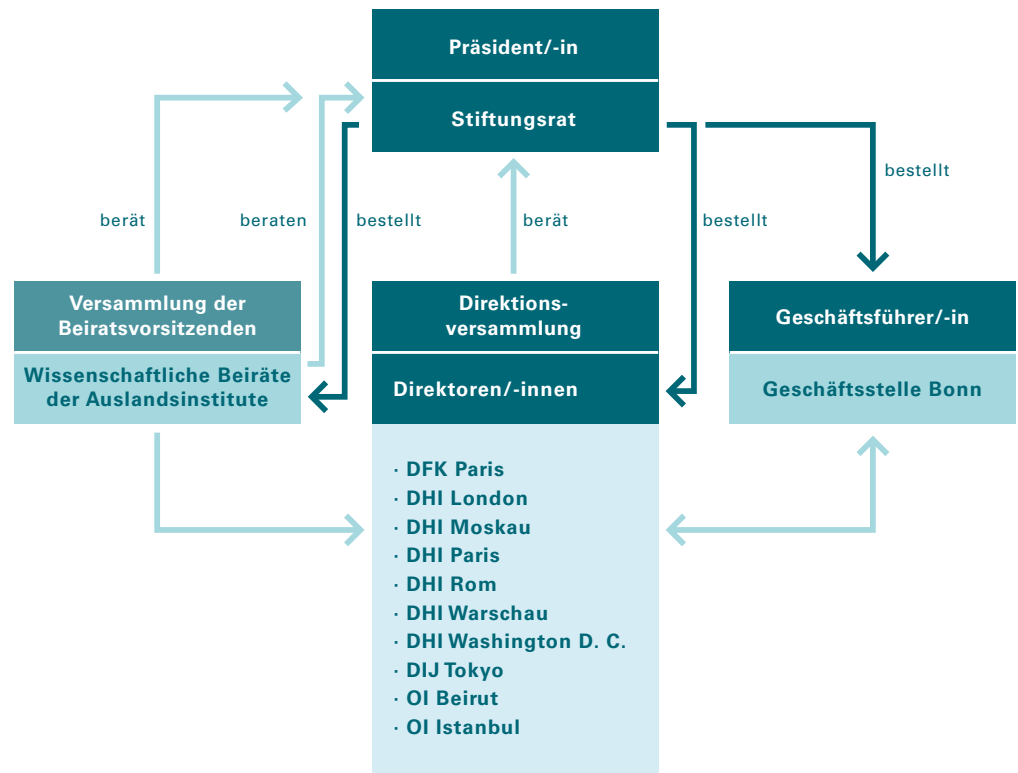 Präsident/-in
Stiftungsrat
bestellt
berät
beraten
bestellt
berät
bestellt
Versammlung der
Beiratsvorsitzenden
Wissenschaftliche Beiräte
der Auslandsinstitute
Direktions-
versammlung
Direktoren/-innen
Geschäftsführer/-in
Geschäftsstelle Bonn
· DFK Paris
· DHI London
· DHI Moskau
· DHI Paris
· DHI Rom
· DHI Warschau
· DHI Washington D. C.
· DIJ Tokyo
· OI Beirut
· OI Istanbul